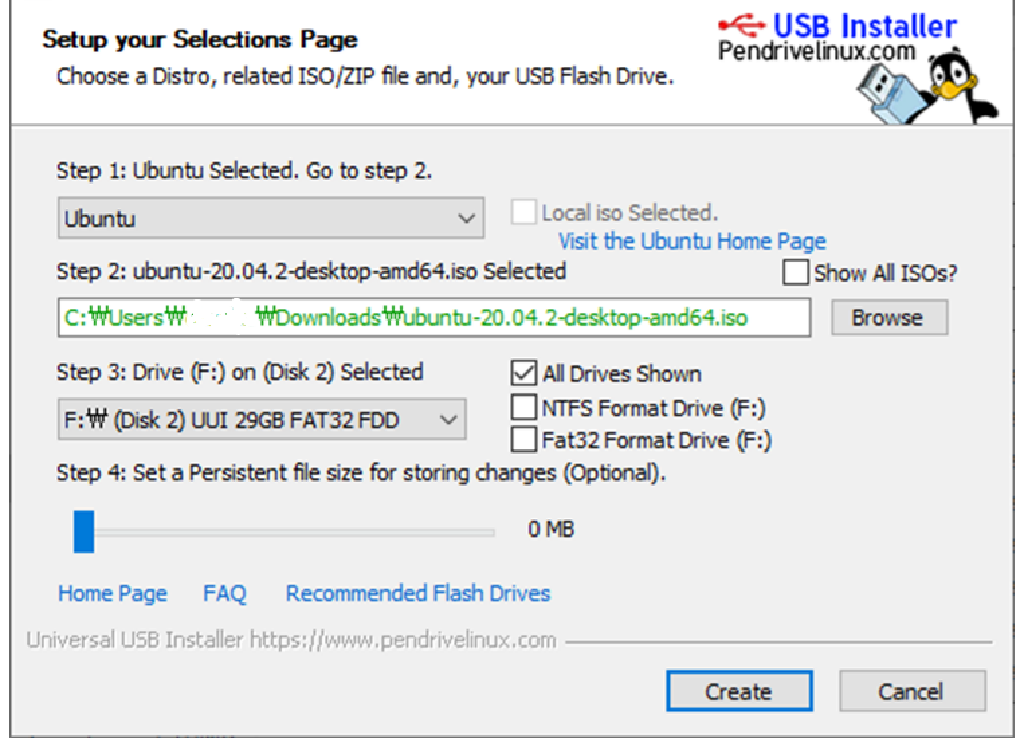 Setup your Selections Page
Choose a Distro, related ISO/ZIP file and, your USB Flash Drive.
USB Installer
Pendrivelinux.com
Step 1: Ubuntu Selected. Go to step 2.
Ubuntu
Local iso Selected.
Visit the Ubuntu Home Page
Step 2: ubuntu-20.04.2-desktop-amd64.iso Selected
Show All ISOs?
C:₩Users₩ ₩Downloads₩ubuntu-20.04.2-desktop-amd64.iso
Browse
Step 3: Drive (F:) on (Disk 2) Selected
All Drives Shown
F:₩ (Disk 2) UUI 29GB FAT32 FDD
NTFS Format Drive (F:)
Fat32 Format Drive (F:)
Step 4: Set a Persistent file size for storing changes (Optional).
0 MB
Home Page FAQ Recommended Flash Drives
Universal USB Installer https://www.pendrivelinux.com
Create Cancel